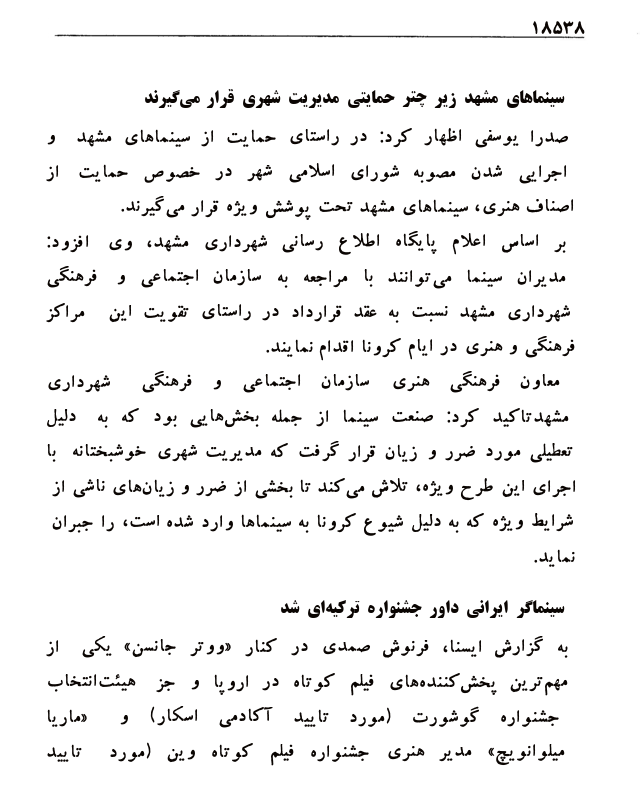 ۱۸۵۳۸
سینماهای مشهد زیر چتر حمایتی مدیریت شهری قرار می‌گیرند
صدرا یوسفی اظهار کرد: در راستای حمایت از سینماهای مشهد و
اجرایی شدن مصوبه شورای اسلامی شهر در خصوص حمایت از
اصناف هنری، سینماهای مشهد تحت پوشش ویژه قرار می‌گیرند.
بر اساس اعلام پایگاه اطلاع رسانی شهرداری مشهد، وی افزود:
مدیران سینما می‌توانند با مراجعه به سازمان اجتماعی و فرهنگی
شهرداری مشهد نسبت به عقد قرارداد در راستای تقویت این مراکز
فرهنگی و هنری در ایام کرونا اقدام نمایند.
معاون فرهنگی هنری سازمان اجتماعی و فرهنگی شهرداری
مشهدتاکید کرد: صنعت سینما از جمله بخش‌هایی بود که به دلیل
تعطیلی مورد ضرر و زیان قرار گرفت که مدیریت شهری خوشبختانه با
اجرای این طرح ویژه، تلاش می‌کند تا بخشی از ضرر و زیان‌های ناشی از
شرایط ویژه که به دلیل شیوع کرونا به سینماها وارد شده است، را جبران
نماید.
سینماگر ایرانی داور جشنواره ترکیه‌ای شد
به گزارش ایسنا، فرنوش صمدی در کنار «ووتر جانسن» یکی از
مهم‌ترین پخش‌کننده‌های فیلم کوتاه در اروپا و جز هیئت‌انتخاب
جشنواره گوشورت (مورد تایید آکادمی اسکار) و «ماریا
میلوانویچ» مدیر هنری جشنواره فیلم کوتاه وین (مورد تایید